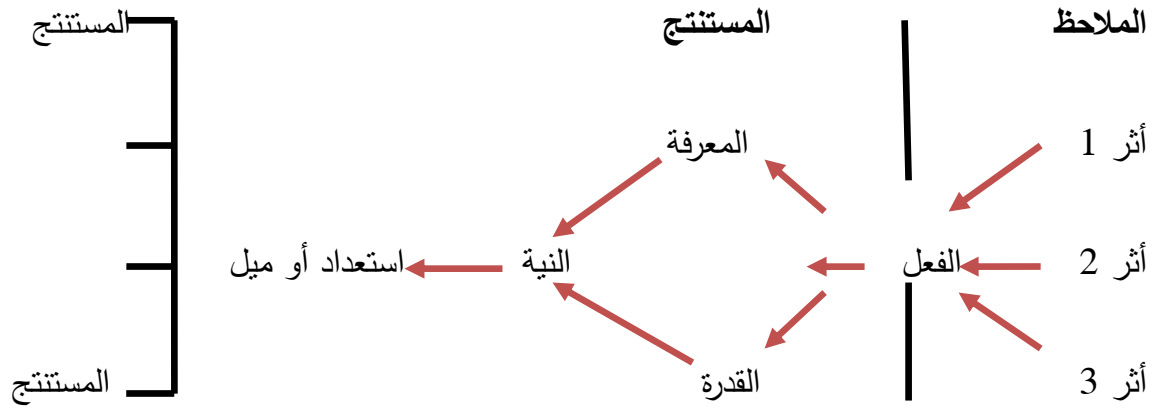 الملاحظ المستنتج المستنتج
أثر 1 المعرفة
أثر 2 الفعل النية استعداد أو ميل
أثر 3 القدرة المستنتج